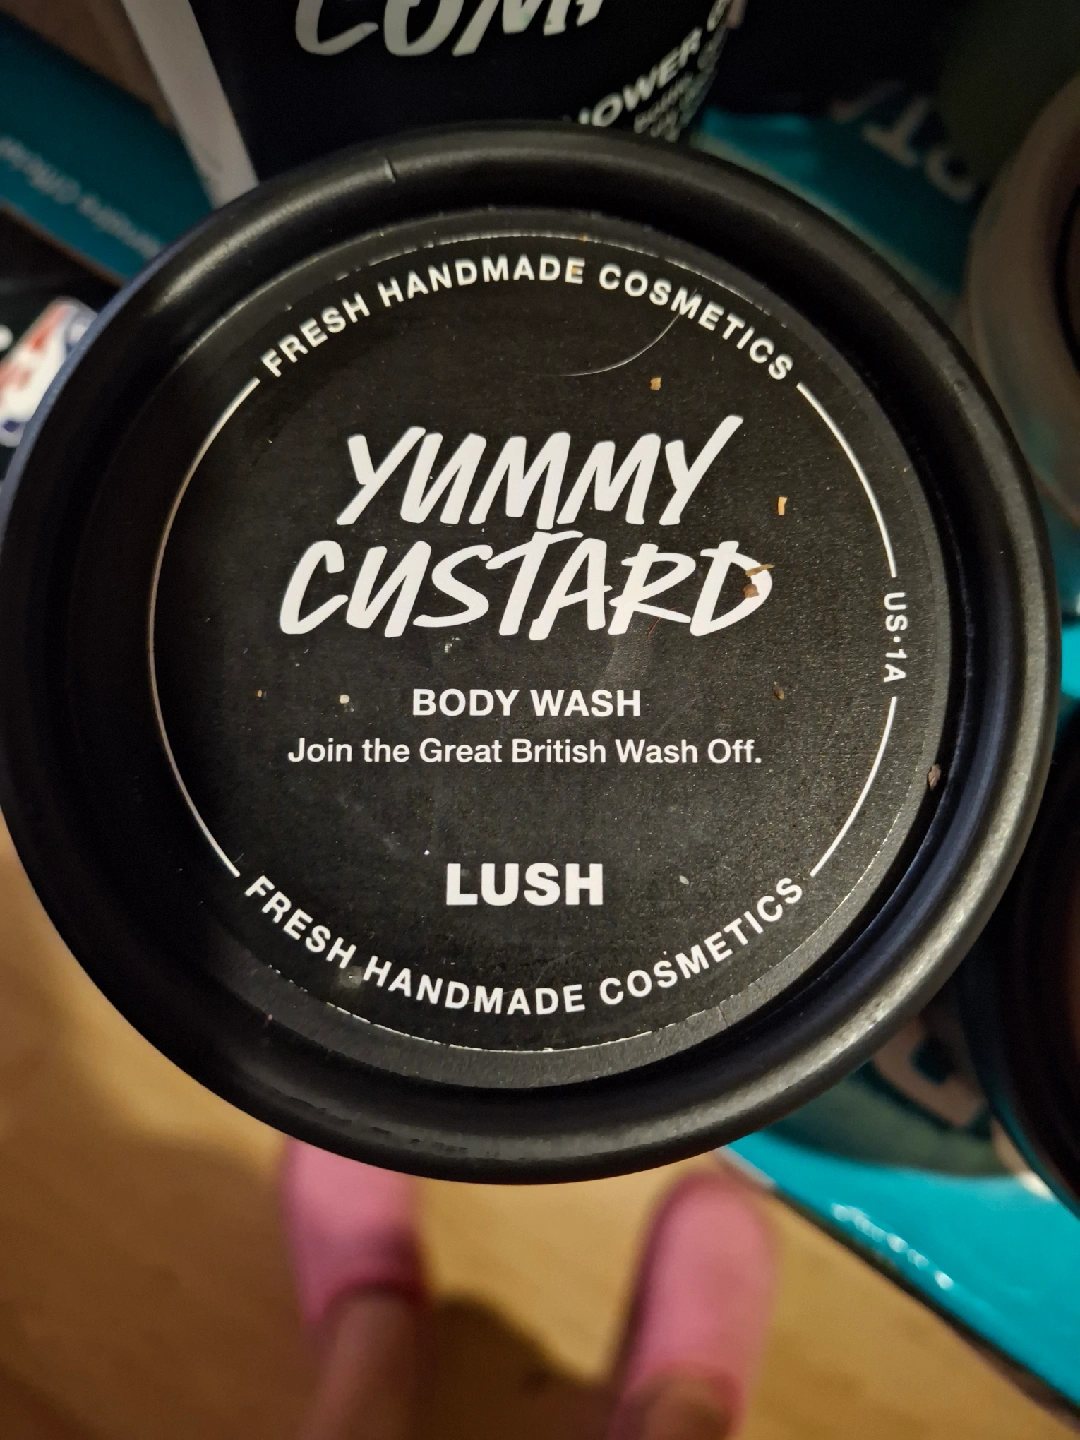 FRESH HANDMADE COSMETICS
YUMMY
CUSTARD
US·1A
BODY WASH
Join the Great British Wash Off.
LUSH
FRESH HANDMADE COSMETICS